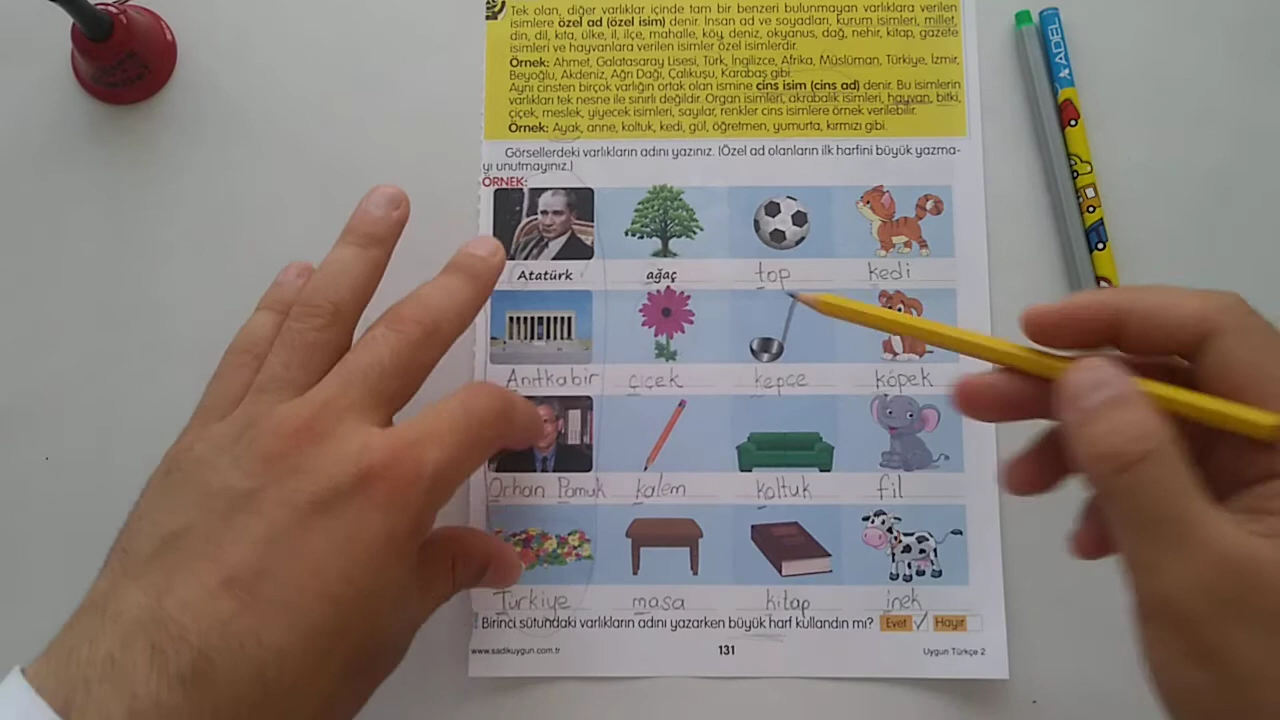 Tek olan, diğer varlıklar içinde tam bir benzeri bulunmayan varlıklara verilen
isimlere özel ad (özel isim) denir. İnsan ad ve soyadları, kurum isimleri, millet,
din, dil, kıta, ülke, il, ilçe, mahalle, köy, deniz, okyanus, dağ, nehir, kitap, gazete
isimleri ve hayvanlara verilen isimler özel isimlerdir.
Örnek: Ahmet, Galatasaray Lisesi, Türk, İngilizce, Afrika, Müslüman, Türkiye, İzmir,
Beyoğlu, Akdeniz, Ağrı Dağı, Çalıkuşu, Karabaş gibi.
Aynı cinsten birçok varlığın ortak olan ismine cins isim (cins ad) denir. Bu isimlerin
varlıkları tek nesne ile sınırlı değildir. Organ isimleri, akrabalık isimleri, hayvan, bitki,
çiçek, meslek, yiyecek isimleri, sayılar, renkler cins isimlere örnek verilebilir.
Örnek: Ayak, anne, koltuk, kedi, gül, öğretmen, yumurta, kırmızı gibi.
Görsellerdeki varlıkların adını yazınız. (Özel ad olanların ilk harfini büyük yazma-
yı unutmayınız.)
ÖRNEK:
Atatürk ağaç top kedi
Anıtkabir çiçek kepçe köpek
Orhan Pamuk kalem koltuk fil
Türkiye masa kitap inek
Birinci sütundaki varlıkların adını yazarken büyük harf kullandın mı? Evet ✓ Hayır
www.sadikuygun.com.tr 131 Uygun Türkçe 2
ADEL